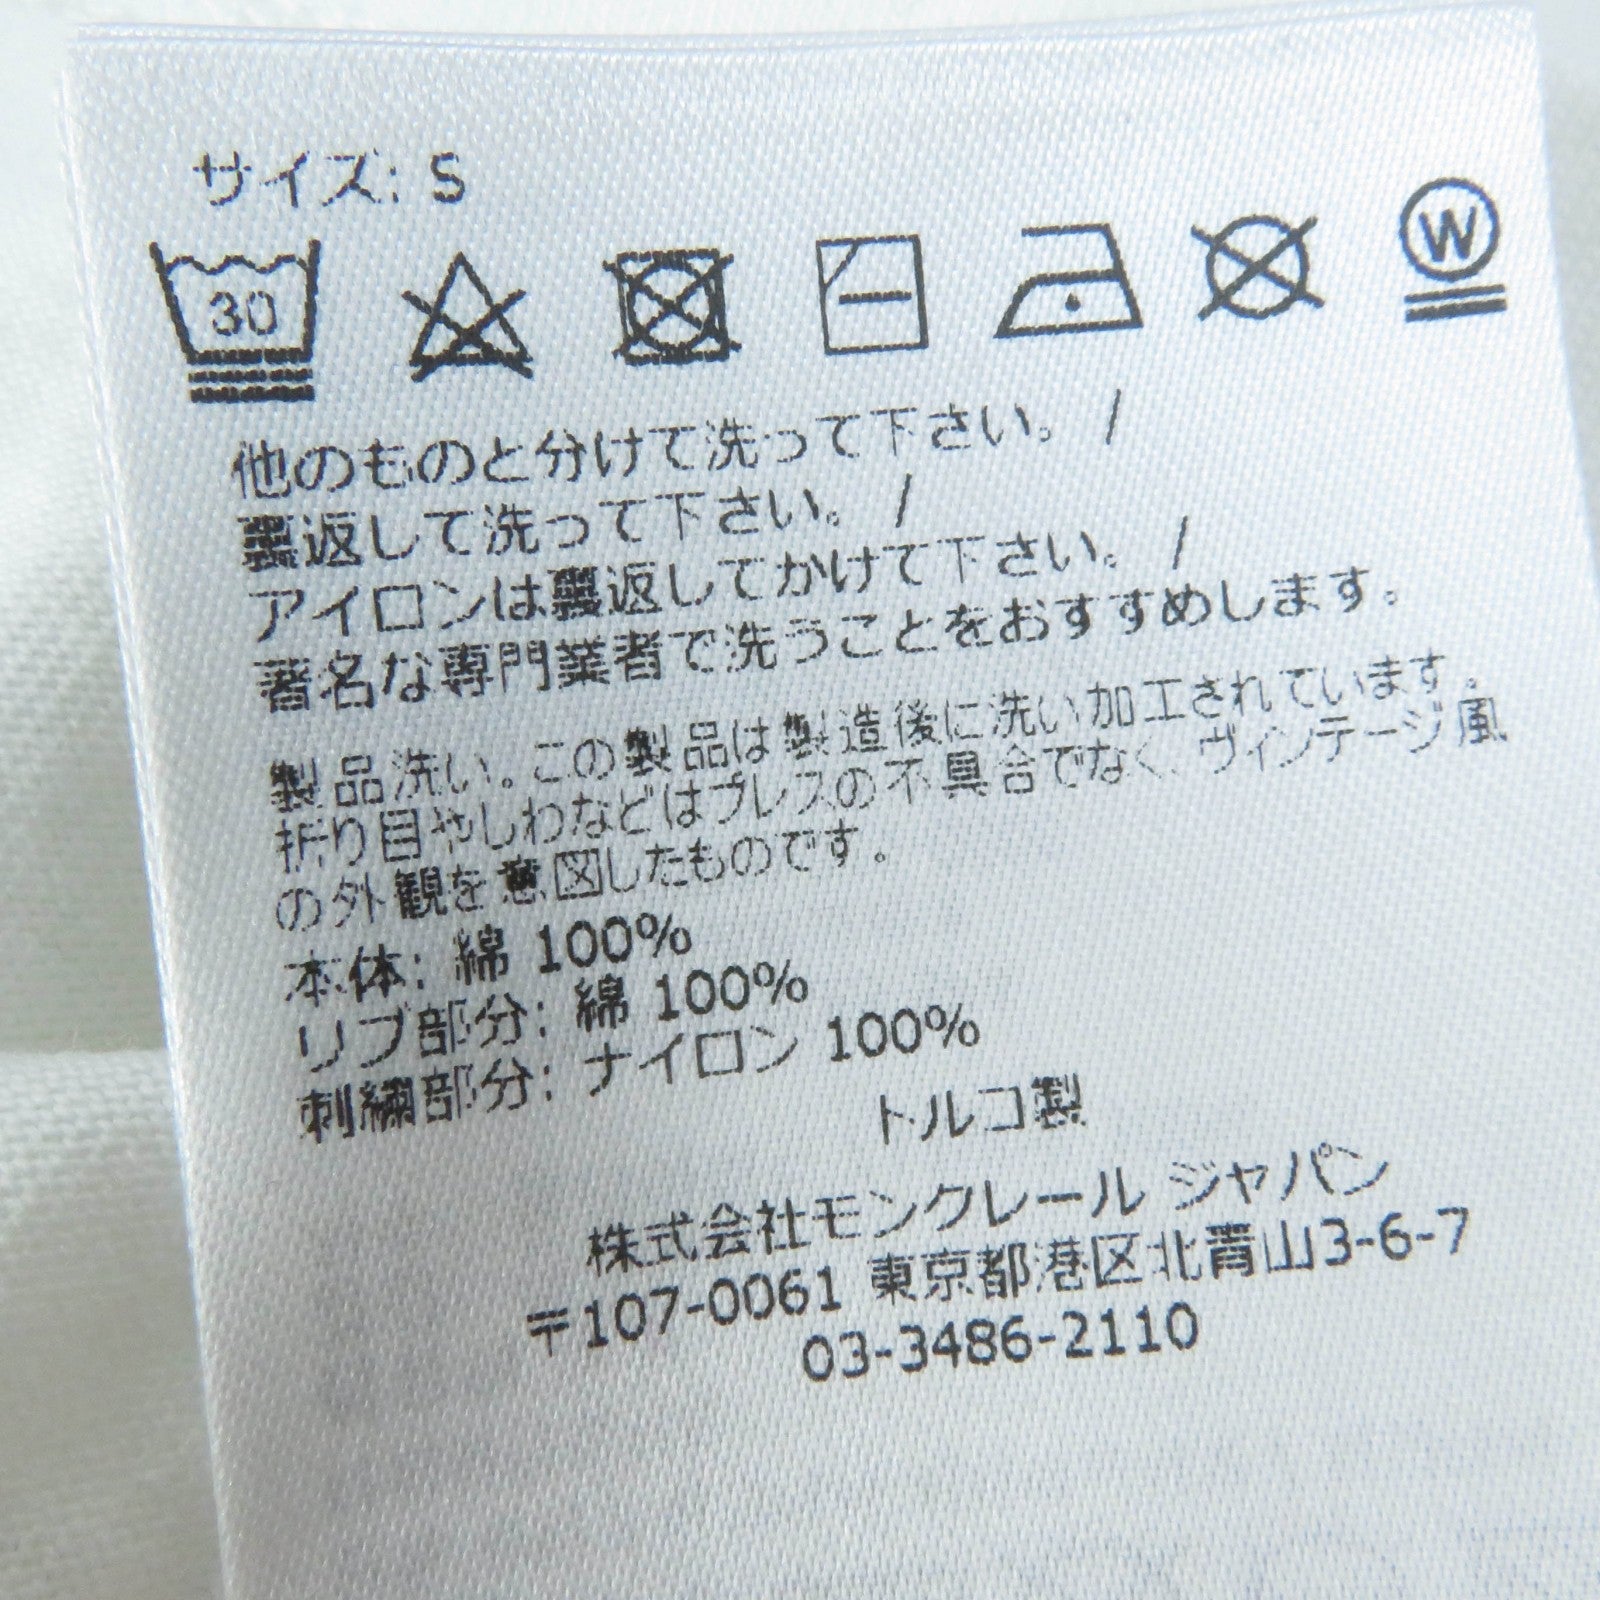 サイズ: S
30
W
他のものと分けて洗って下さい。 /
裏返して洗って下さい。 /
アイロンは裏返してかけて下さい。 /
著名な専門業者で洗うことをおすすめします。
製品洗い。この製品は製造後に洗い加工されています。
折り目やしわなどはプレスの不具合でなく、ヴィンテージ風
の外観を意図したものです。
本体: 綿 100%
リブ部分: 綿 100%
刺繍部分: ナイロン 100%
トルコ製
株式会社モンクレール ジャパン
〒107-0061 東京都港区北青山3-6-7
03-3486-2110